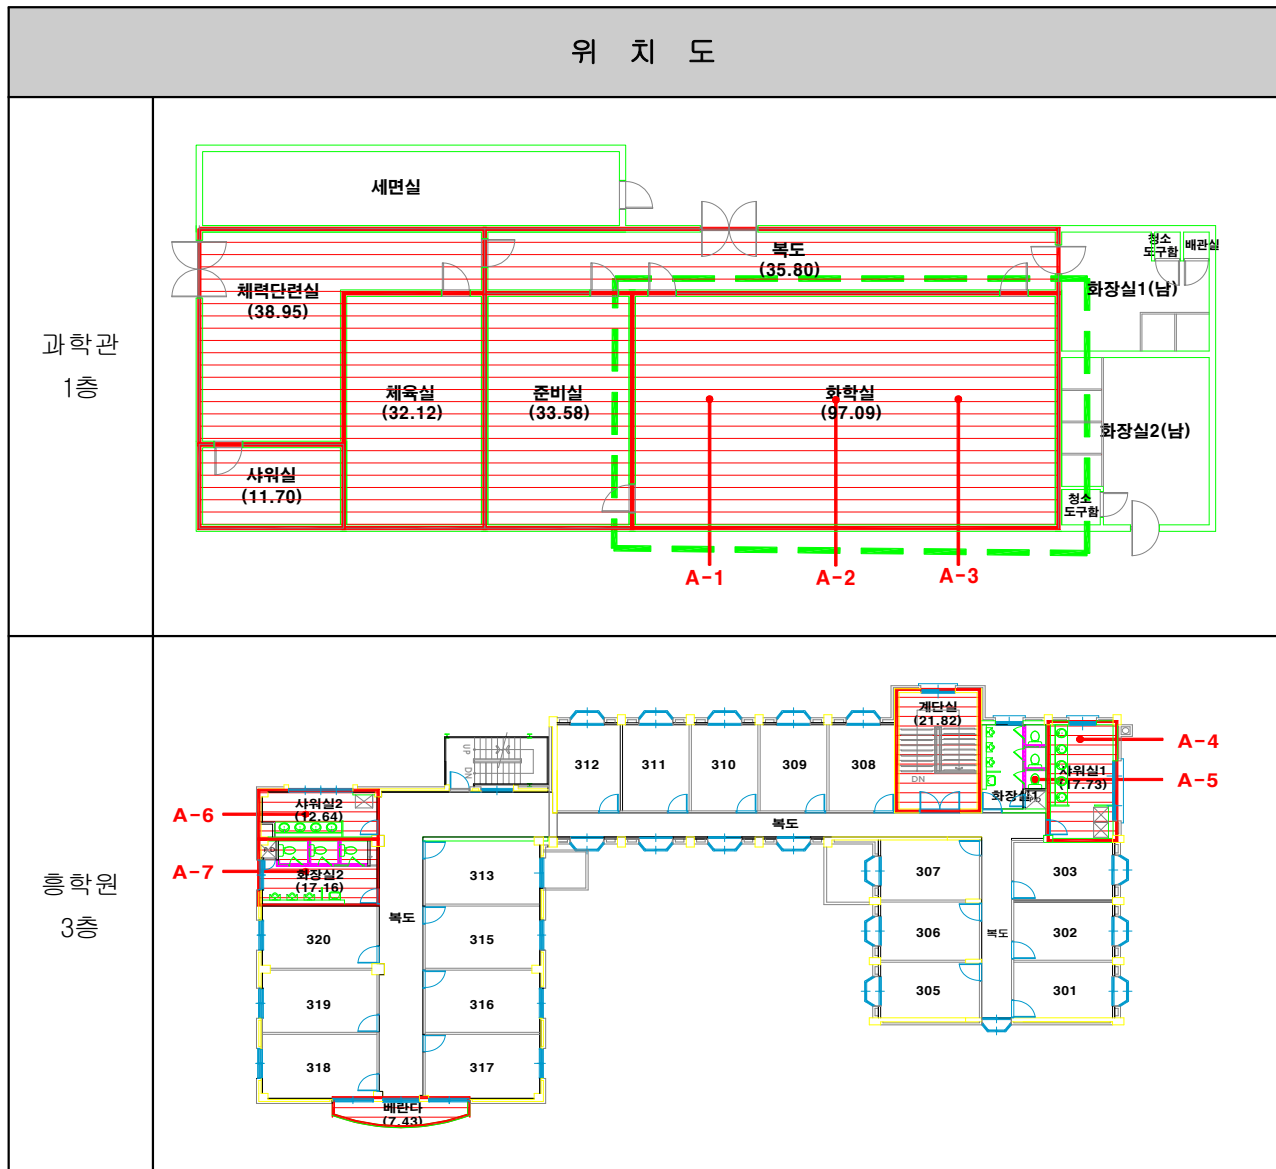 위 치 도
과학관
1층
세면실
복도
(35.80)
청소
도구함
배관실
체력단련실
(38.95)
화장실1(남)
체육실
(32.12)
준비실
(33.58)
화학실
(97.09)
화장실2(남)
샤워실
(11.70)
청소
도구함
A-1
A-2
A-3
흥학원
3층
계단실
(21.82)
UP
DN
312
311
310
309
308
DN
화장실1
샤워실1
(17.73)
A-4
A-5
A-6
샤워실2
(12.64)
복도
A-7
화장실2
(17.16)
313
307
303
복도
320
315
306
복도
302
319
316
305
301
318
317
베란다
(7.43)